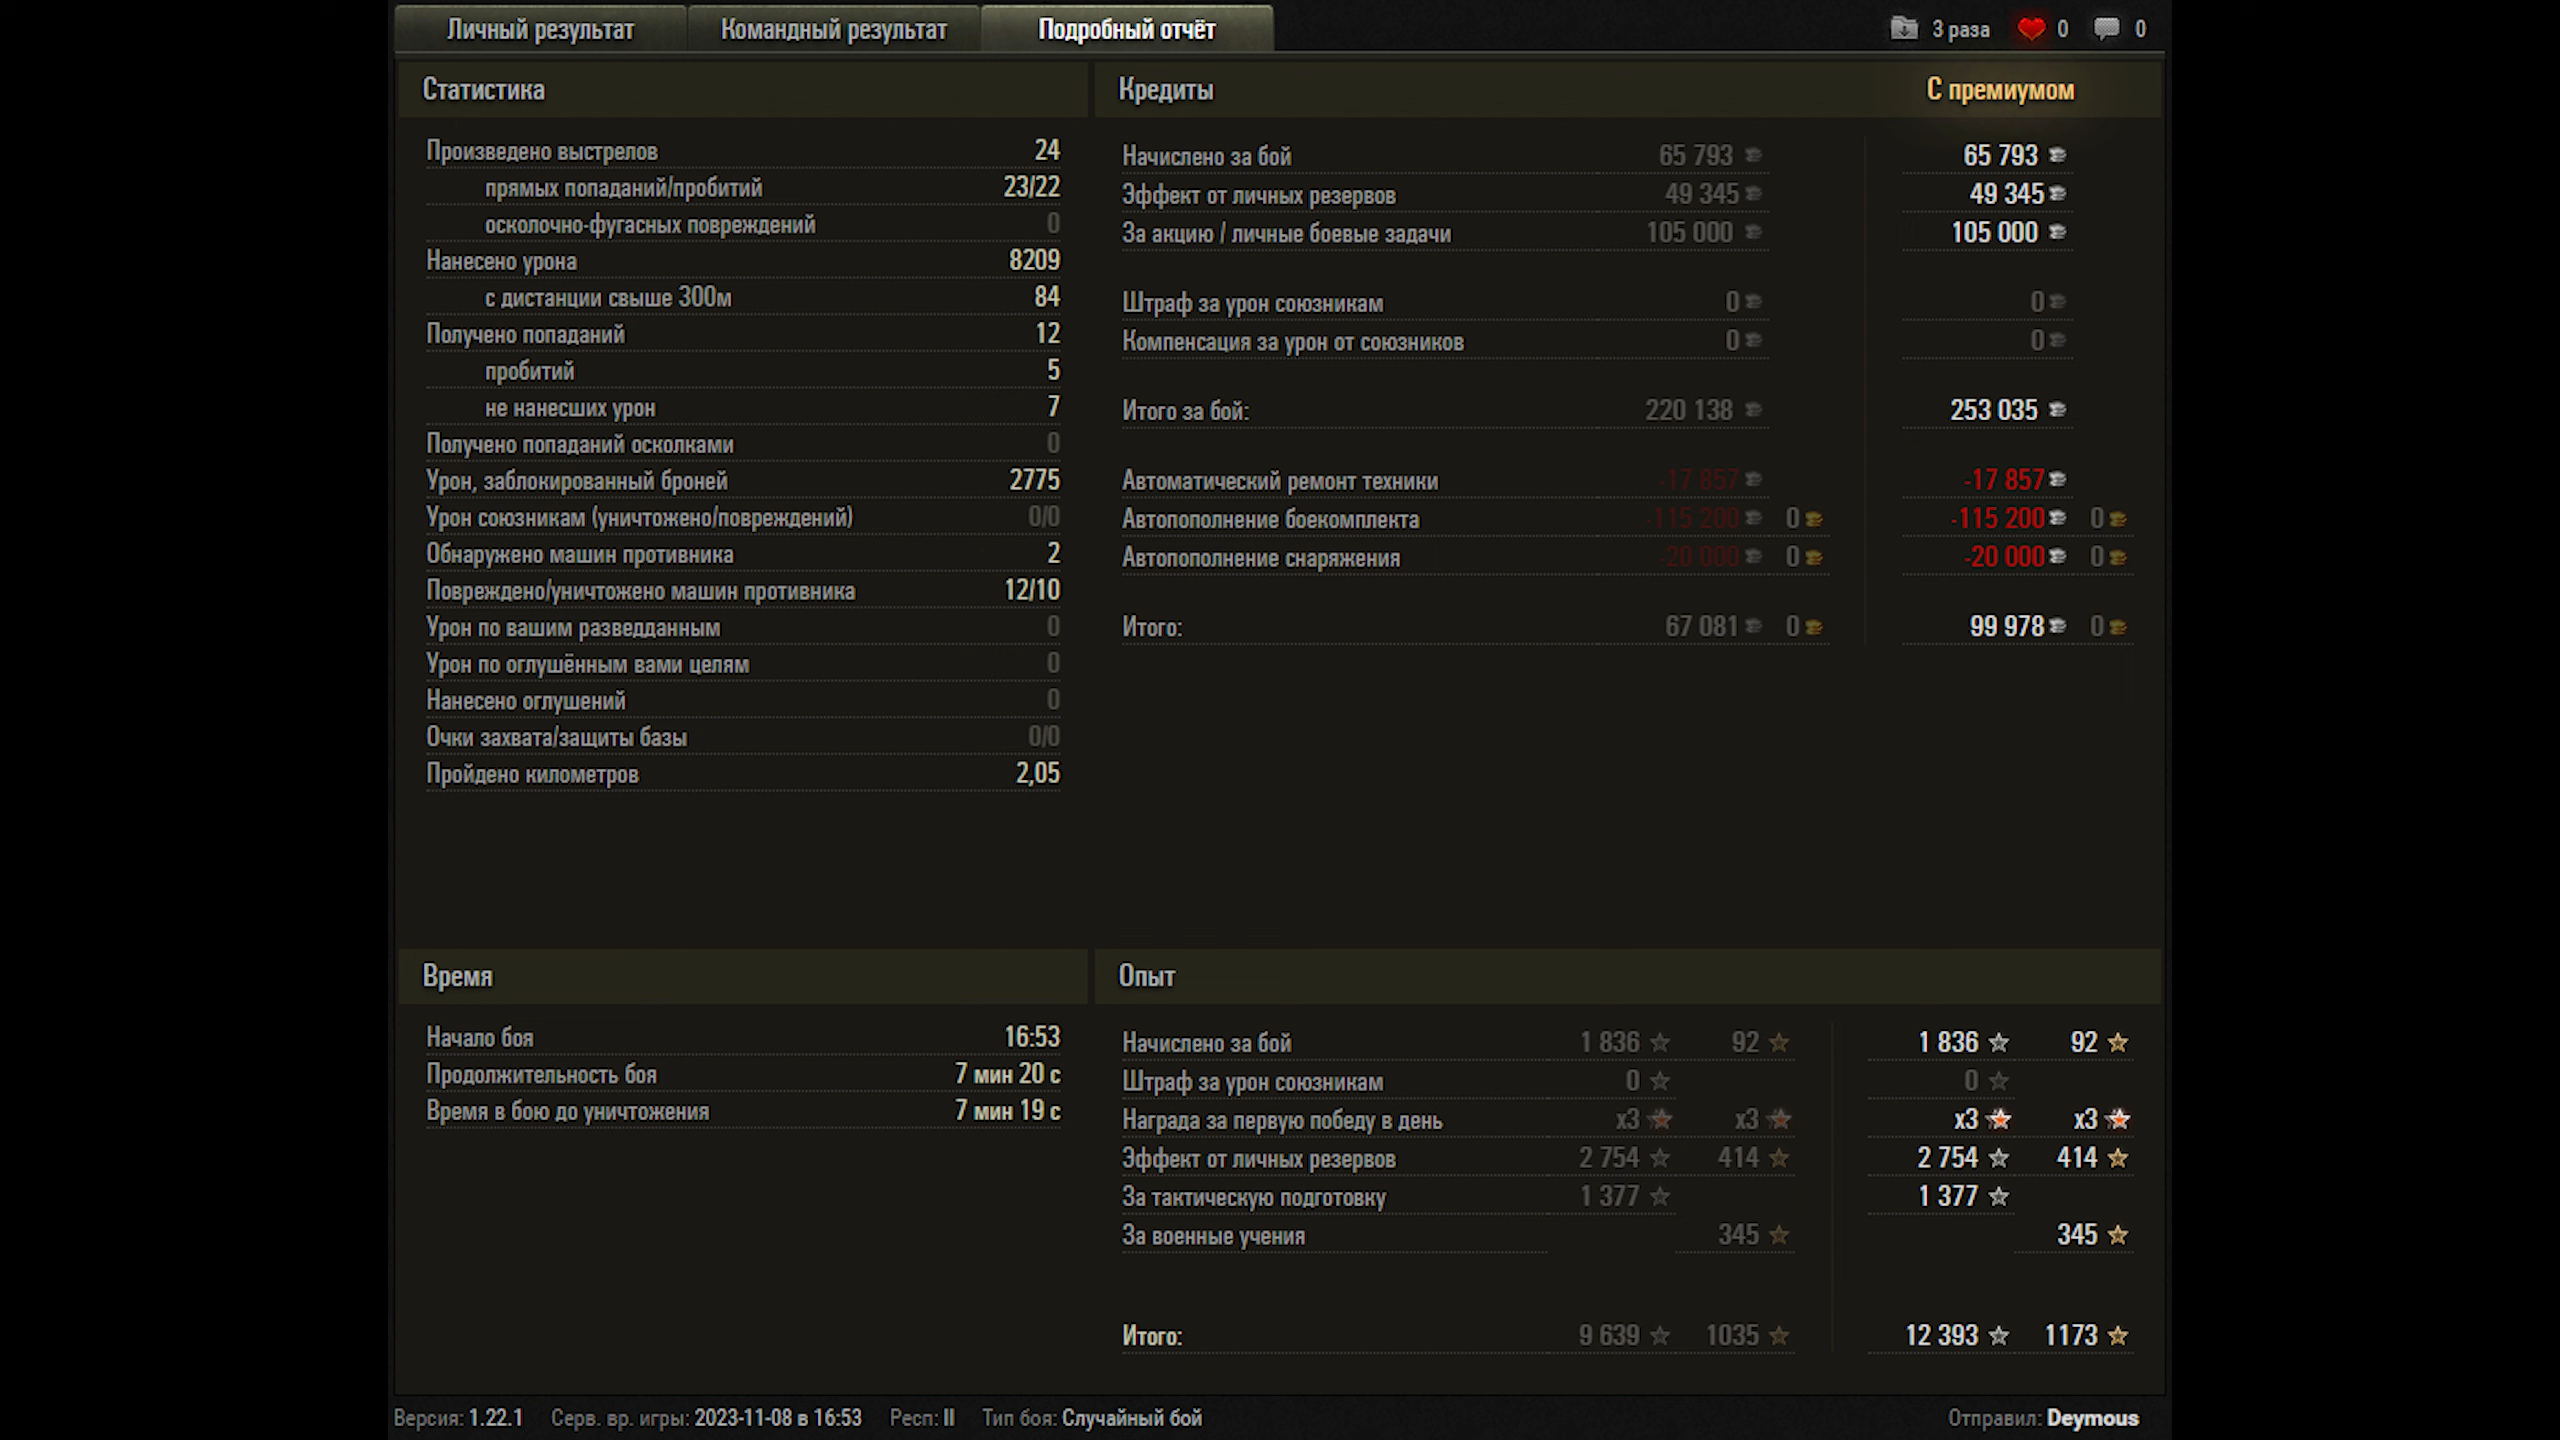 Личный результат Командный результат Подробный отчёт 3 раза 0 0
Статистика
Произведено выстрелов 24
прямых попаданий/пробитий 23/22
осколочно-фугасных повреждений 0
Нанесено урона 8209
с дистанции свыше 300м 84
Получено попаданий 12
пробитий 5
не нанесших урон 7
Получено попаданий осколками 0
Урон, заблокированный броней 2775
Урон союзникам (уничтожено/повреждений) 0/0
Обнаружено машин противника 2
Повреждено/уничтожено машин противника 12/10
Урон по вашим разведданным 0
Урон по оглушённым вами целям 0
Нанесено оглушений 0
Очки захвата/защиты базы 0/0
Пройдено километров 2,05
Кредиты С премиумом
Начислено за бой 65 793 65 793
Эффект от личных резервов 49 345 49 345
За акцию / личные боевые задачи 105 000 105 000
Штраф за урон союзникам 0 0
Компенсация за урон от союзников 0 0
Итого за бой: 220 138 253 035
Автоматический ремонт техники -17 857 -17 857
Автопополнение боекомплекта -115 200 0 -115 200 0
Автопополнение снаряжения -20 000 0 -20 000 0
Итого: 67 081 0 99 978 0
Время
Начало боя 16:53
Продолжительность боя 7 мин 20 с
Время в бою до уничтожения 7 мин 19 с
Опыт
Начислено за бой 1 836 92 1 836 92
Штраф за урон союзникам 0 0
Награда за первую победу в день x3 x3 x3 x3
Эффект от личных резервов 2 754 414 2 754 414
За тактическую подготовку 1 377 1 377
За военные учения 345 345
Итого: 9 639 1035 12 393 1173
Версия: 1.22.1 Серв. вр. игры: 2023-11-08 в 16:53 Респ: II Тип боя: Случайный бой Отправил: Deymous